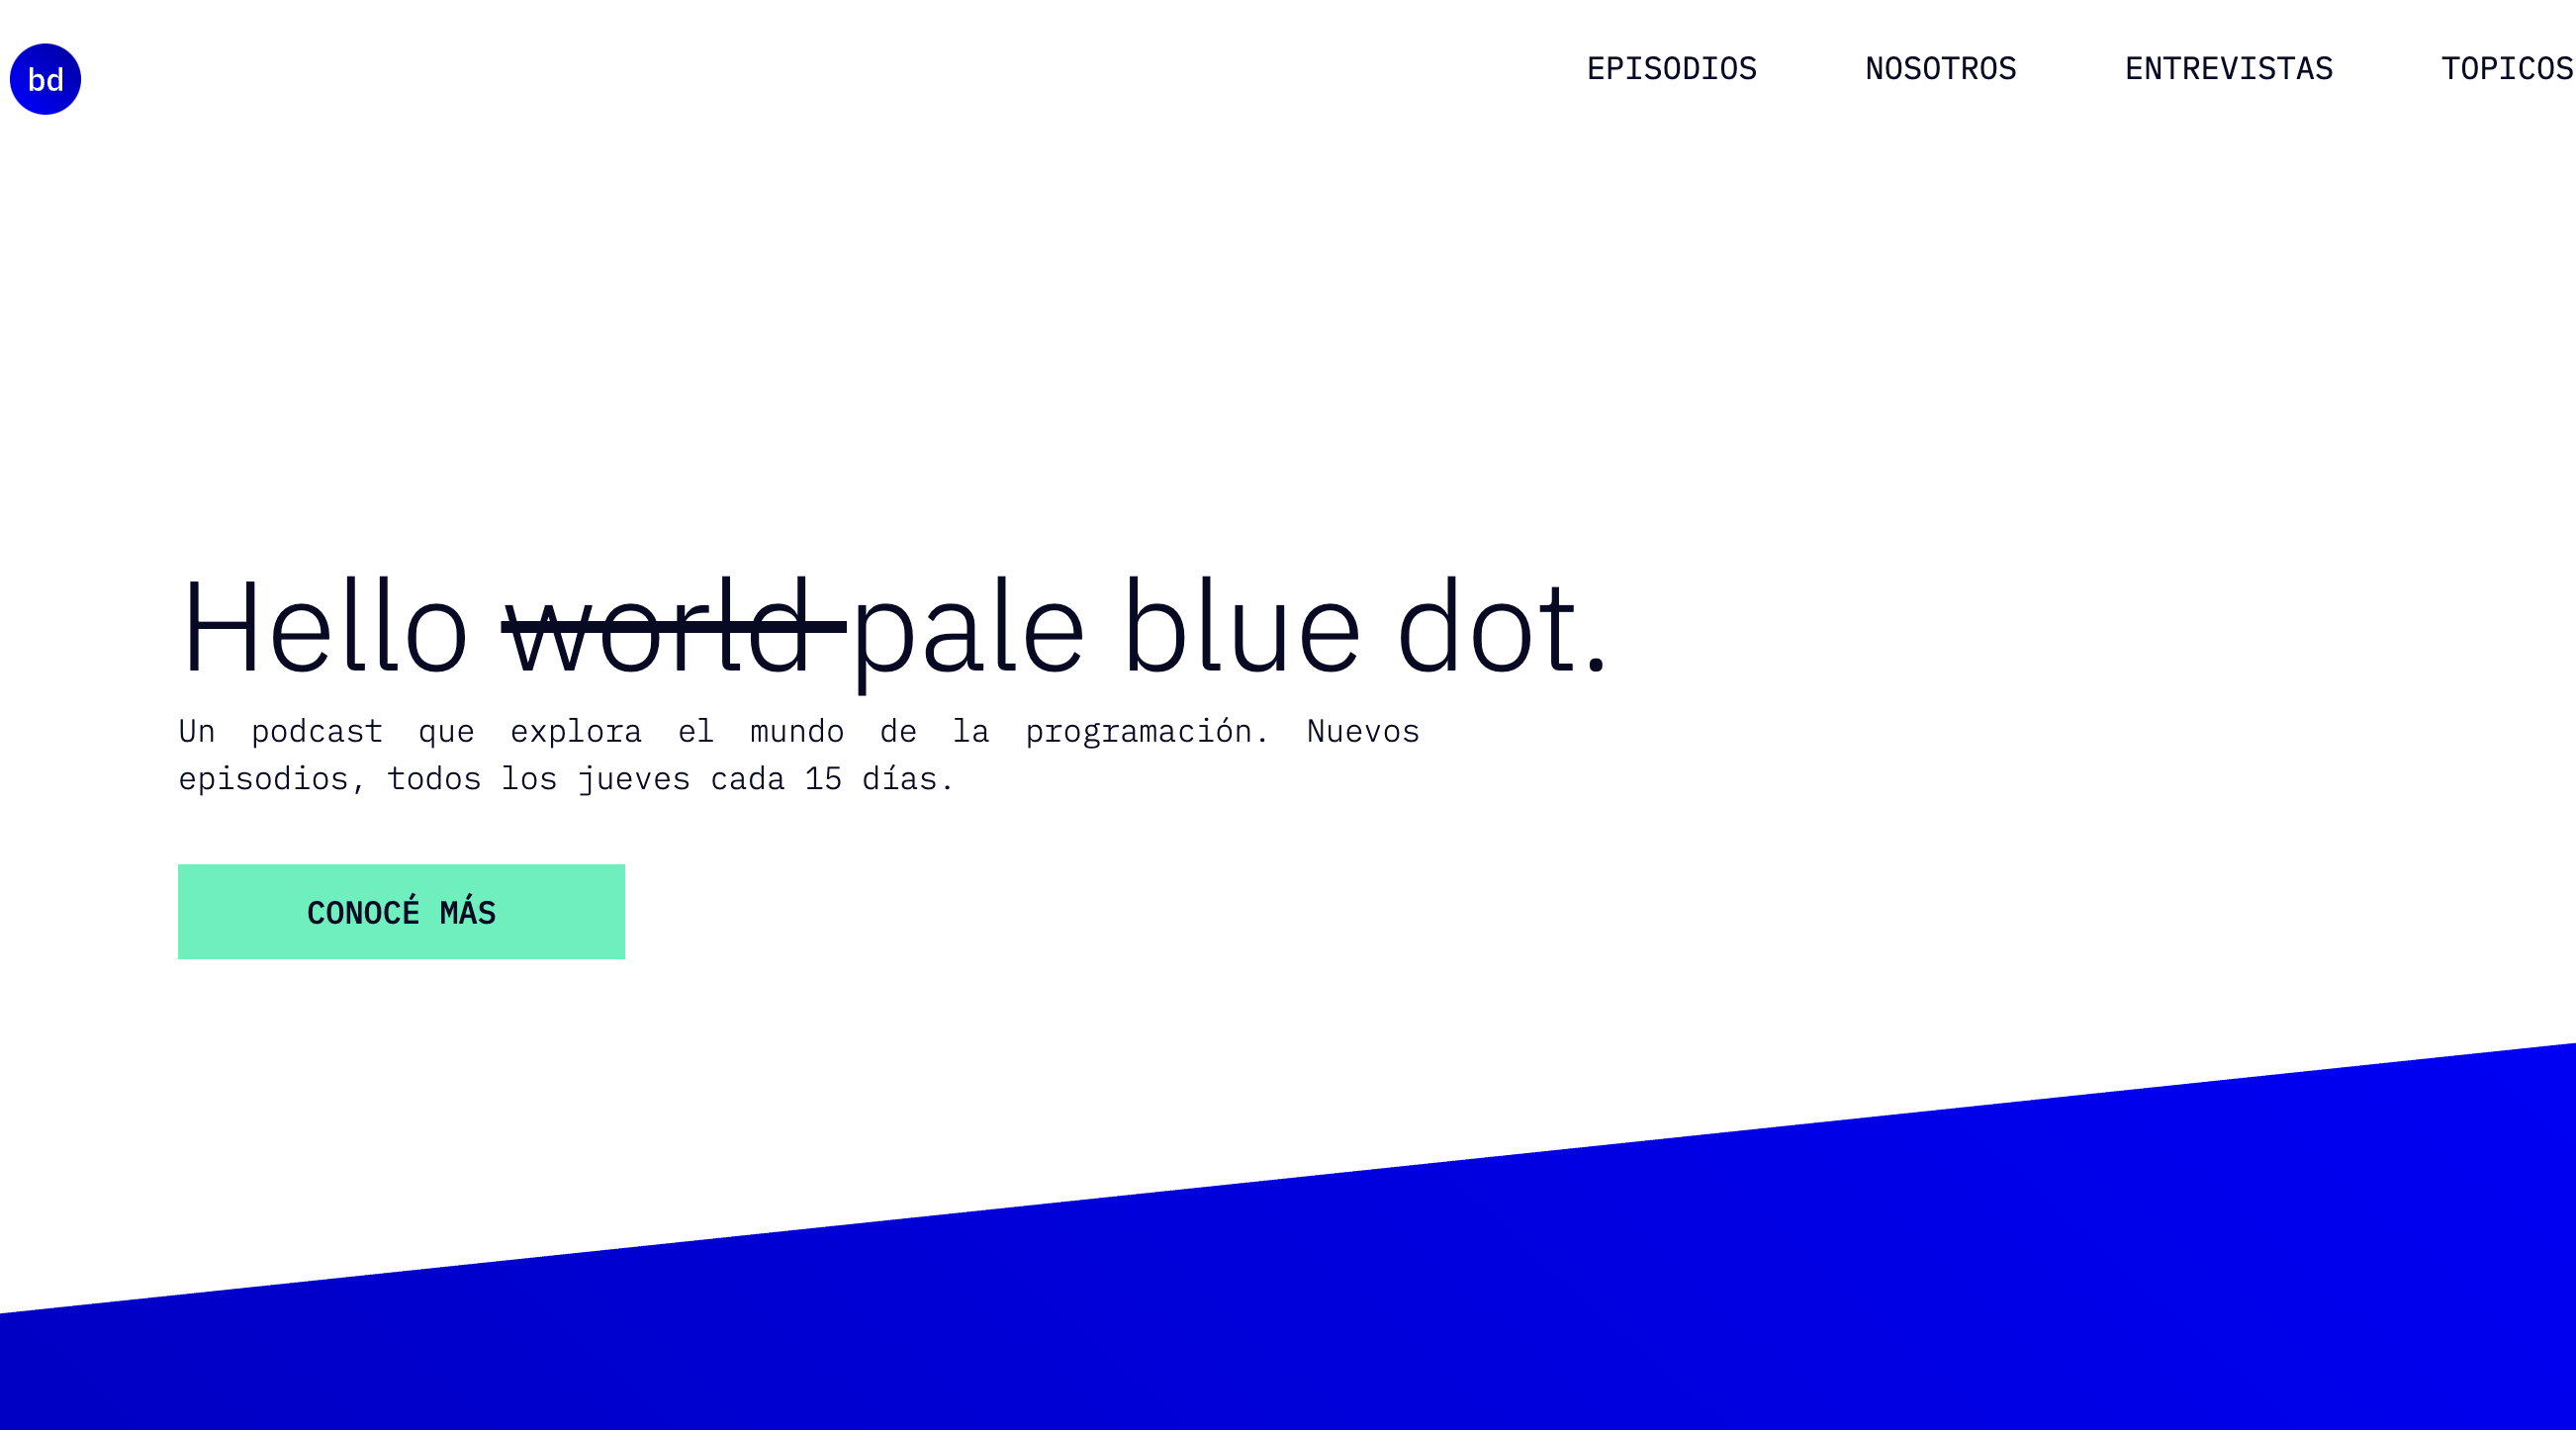 bd
EPISODIOS NOSOTROS ENTREVISTAS TOPICOS
Hello world pale blue dot.
Un podcast que explora el mundo de la programación. Nuevos
episodios, todos los jueves cada 15 días.
CONOCÉ MÁS